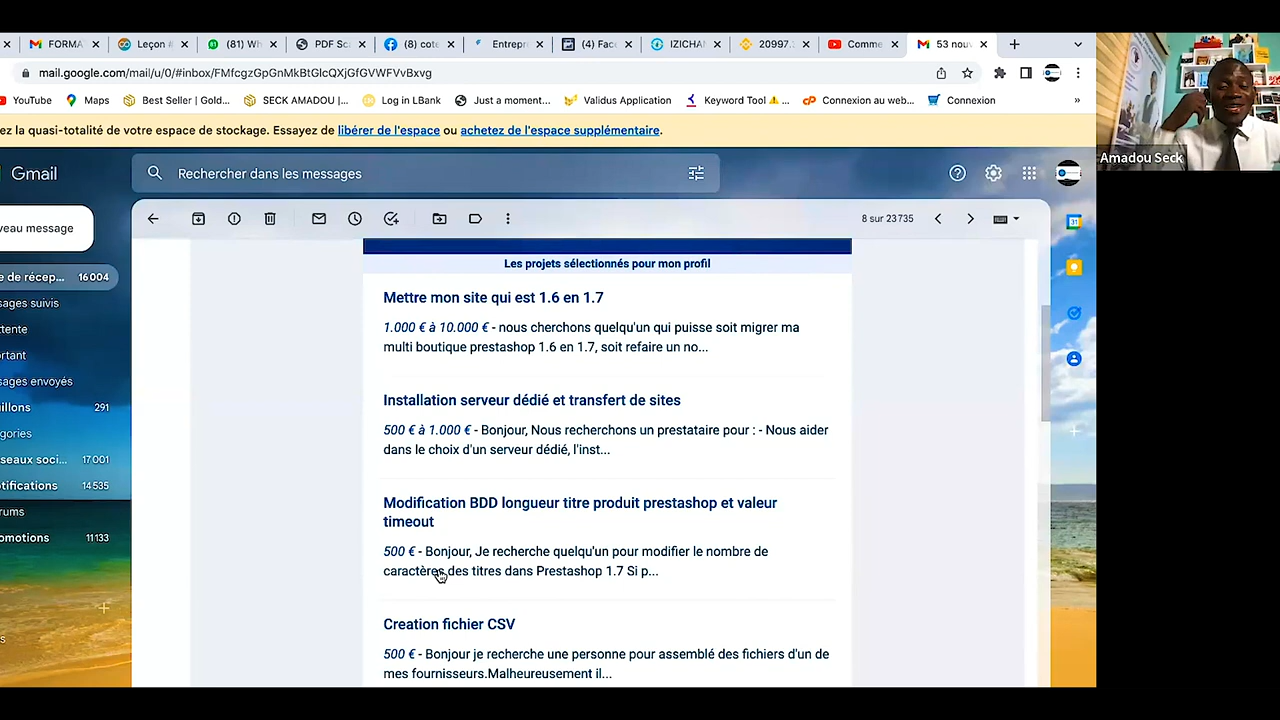 FORMA
Leçon #
(81) Wh
PDF Sc
(8) cote
Entrepr
(4) Fac
IZICHAN
20997.
Comme
53 nouv
mail.google.com/mail/u/0/#inbox/FMfcgzGpGnMkBtGlcQXjGfGVWFVvBxvg
YouTube
Maps
Best Seller | Gold...
SECK AMADOU |...
Log in LBank
Just a moment...
Validus Application
Keyword Tool ⚠ ...
Connexion au web...
Connexion
»
ez la quasi-totalité de votre espace de stockage. Essayez de libérer de l'espace ou achetez de l'espace supplémentaire.
Amadou Seck
Gmail
Rechercher dans les messages
veau message
8 sur 23 735
31
e de récep... 16 004
sages suivis
ttente
ortant
sages envoyés
illons 291
gories
seaux soci... 17 001
tifications 14 535
rums
omotions 11 133
s
Les projets sélectionnés pour mon profil
Mettre mon site qui est 1.6 en 1.7
1.000 € à 10.000 € - nous cherchons quelqu'un qui puisse soit migrer ma
multi boutique prestashop 1.6 en 1.7, soit refaire un no...
Installation serveur dédié et transfert de sites
500 € à 1.000 € - Bonjour, Nous recherchons un prestataire pour : - Nous aider
dans le choix d'un serveur dédié, l'inst...
Modification BDD longueur titre produit prestashop et valeur
timeout
500 € - Bonjour, Je recherche quelqu'un pour modifier le nombre de
caractères des titres dans Prestashop 1.7 Si p...
Creation fichier CSV
500 € - Bonjour je recherche une personne pour assemblé des fichiers d'un de
mes fournisseurs.Malheureusement il...